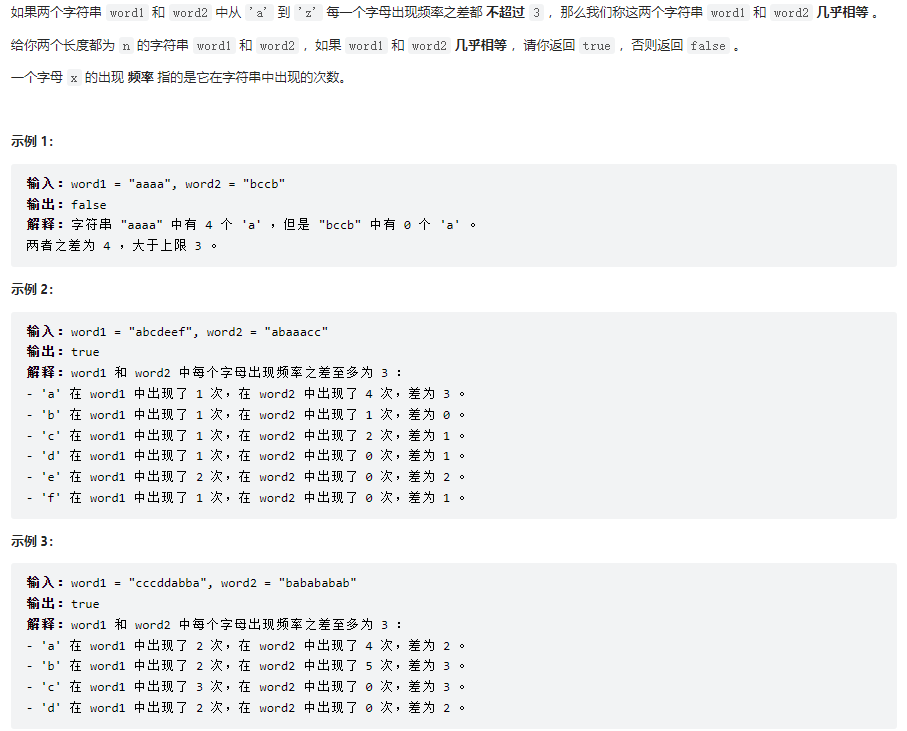 如果两个字符串 word1 和 word2 中从 'a' 到 'z' 每一个字母出现频率之差都 不超过 3 ，那么我们称这两个字符串 word1 和 word2 几乎相等 。
给你两个长度都为 n 的字符串 word1 和 word2 ，如果 word1 和 word2 几乎相等 ，请你返回 true ，否则返回 false 。
一个字母 x 的出现 频率 指的是它在字符串中出现的次数。
示例 1：
输入：word1 = "aaaa", word2 = "bccb"
输出：false
解释：字符串 "aaaa" 中有 4 个 'a' ，但是 "bccb" 中有 0 个 'a' 。
两者之差为 4 ，大于上限 3 。
示例 2：
输入：word1 = "abcdeef", word2 = "abaaacc"
输出：true
解释：word1 和 word2 中每个字母出现频率之差至多为 3 ：
- 'a' 在 word1 中出现了 1 次，在 word2 中出现了 4 次，差为 3 。
- 'b' 在 word1 中出现了 1 次，在 word2 中出现了 1 次，差为 0 。
- 'c' 在 word1 中出现了 1 次，在 word2 中出现了 2 次，差为 1 。
- 'd' 在 word1 中出现了 1 次，在 word2 中出现了 0 次，差为 1 。
- 'e' 在 word1 中出现了 2 次，在 word2 中出现了 0 次，差为 2 。
- 'f' 在 word1 中出现了 1 次，在 word2 中出现了 0 次，差为 1 。
示例 3：
输入：word1 = "cccddabba", word2 = "babababab"
输出：true
解释：word1 和 word2 中每个字母出现频率之差至多为 3 ：
- 'a' 在 word1 中出现了 2 次，在 word2 中出现了 4 次，差为 2 。
- 'b' 在 word1 中出现了 2 次，在 word2 中出现了 5 次，差为 3 。
- 'c' 在 word1 中出现了 3 次，在 word2 中出现了 0 次，差为 3 。
- 'd' 在 word1 中出现了 2 次，在 word2 中出现了 0 次，差为 2 。